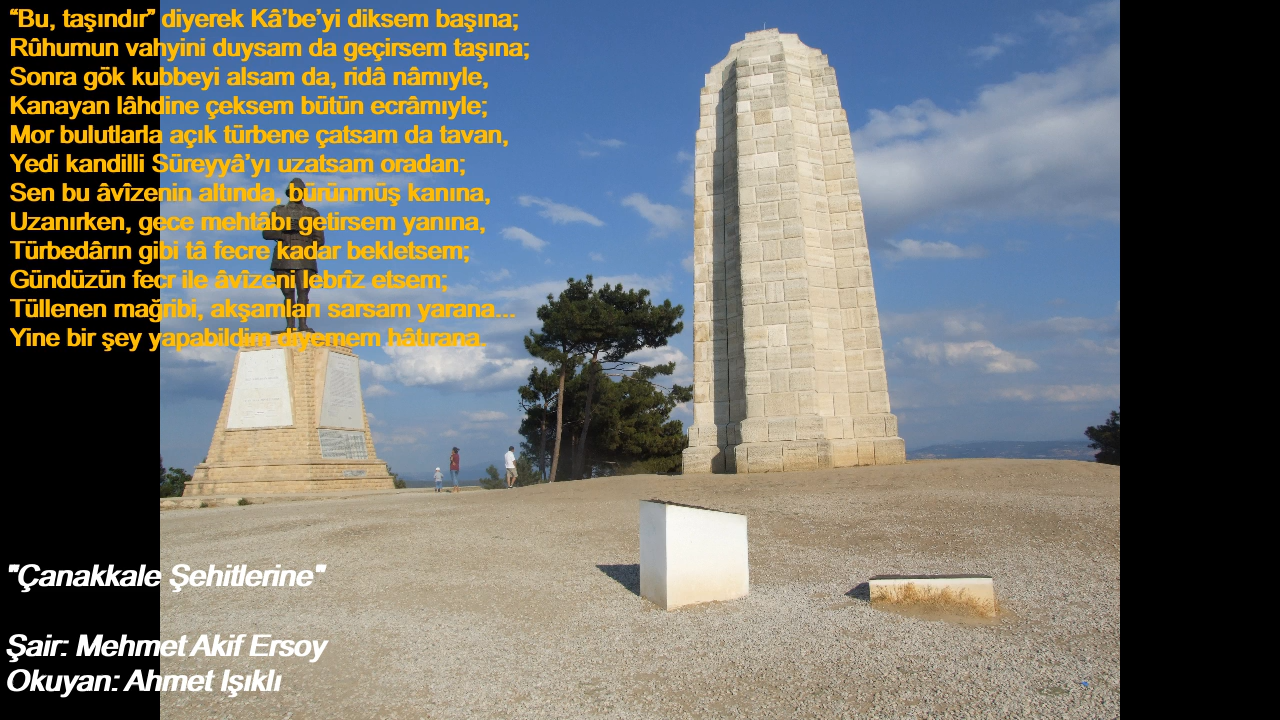 “Bu, taşındır” diyerek Kâ’be’yi diksem başına;
Rûhumun vahyini duysam da geçirsem taşına;
Sonra gök kubbeyi alsam da, ridâ nâmıyle,
Kanayan lâhdine çeksem bütün ecrâmıyle;
Mor bulutlarla açık türbene çatsam da tavan,
Yedi kandilli Süreyyâ’yı uzatsam oradan;
Sen bu âvîzenin altında, bürünmüş kanına,
Uzanırken, gece mehtâbı getirsem yanına,
Türbedârın gibi tâ fecre kadar bekletsem;
Gündüzün fecr ile âvîzeni lebrîz etsem;
Tüllenen mağribi, akşamları sarsam yarana...
Yine bir şey yapabildim diyemem hâtırana.
"Çanakkale Şehitlerine"
Şair: Mehmet Akif Ersoy
Okuyan: Ahmet Işıklı